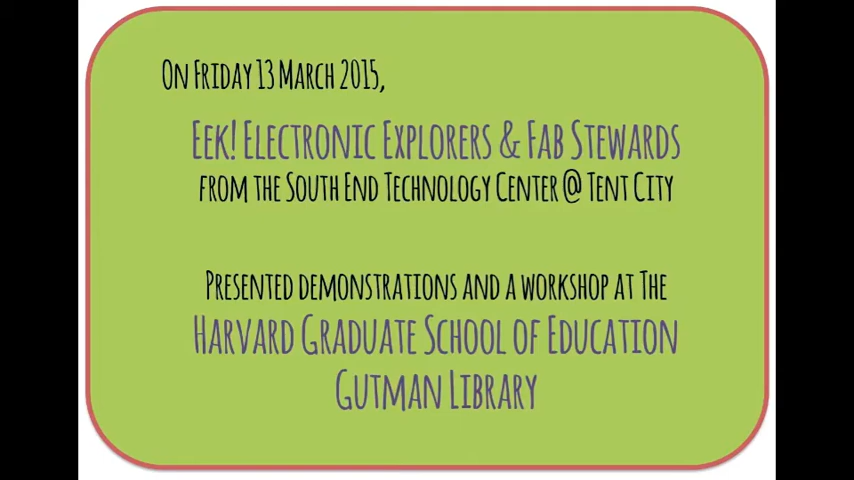 On Friday 13 March 2015,
Eek! Electronic Explorers & Fab Stewards
from the South End Technology Center @ Tent City
Presented demonstrations and a workshop at The
Harvard Graduate School of Education
Gutman Library